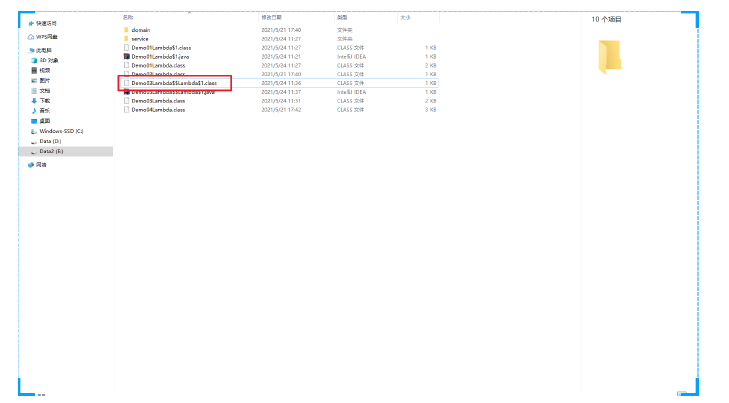 名称 修改日期 类型 大小
10 个项目
快速访问
WPS网盘
此电脑
3D 对象
视频
图片
文档
下载
音乐
桌面
Windows-SSD (C:)
Data (D:)
Data2 (E:)
网络
domain 2021/5/21 17:40 文件夹
service 2021/5/24 11:27 文件夹
Demo01Lambda$1.class 2021/5/24 11:27 CLASS 文件 1 KB
Demo01Lambda$1.java 2021/5/24 11:21 IntelliJ IDEA 1 KB
Demo01Lambda.class 2021/5/24 11:27 CLASS 文件 2 KB
2021/5/21 17:40 CLASS 文件 3 KB
Demo03Lambda$$Lambda$1.class 2021/5/24 11:36 CLASS 文件 1 KB
Demo03Lambda$$Lambda$1.java 2021/5/24 11:37 IntelliJ IDEA 1 KB
Demo03Lambda.class 2021/5/24 11:31 CLASS 文件 2 KB
Demo04Lambda.class 2021/5/21 17:42 CLASS 文件 3 KB